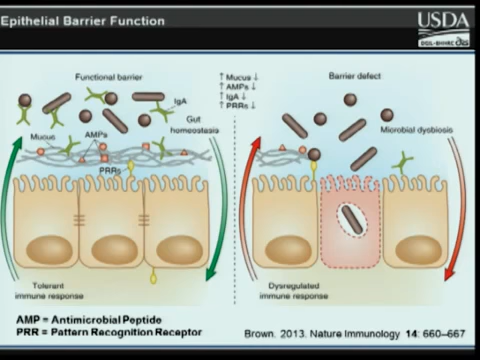 Epithelial Barrier Function
USDA
Functional barrier
↑ Mucus ↓
↑ AMPs ↓
↑ IgA ↓
↑ PRRs ↓
Barrier defect
IgA
Gut
homeostasis
Microbial dysbiosis
Mucus
AMPs
PRRs
Tolerant
immune response
Dysregulated
immune response
AMP = Antimicrobial Peptide
PRR = Pattern Recognition Receptor
Brown. 2013. Nature Immunology 14: 660–667